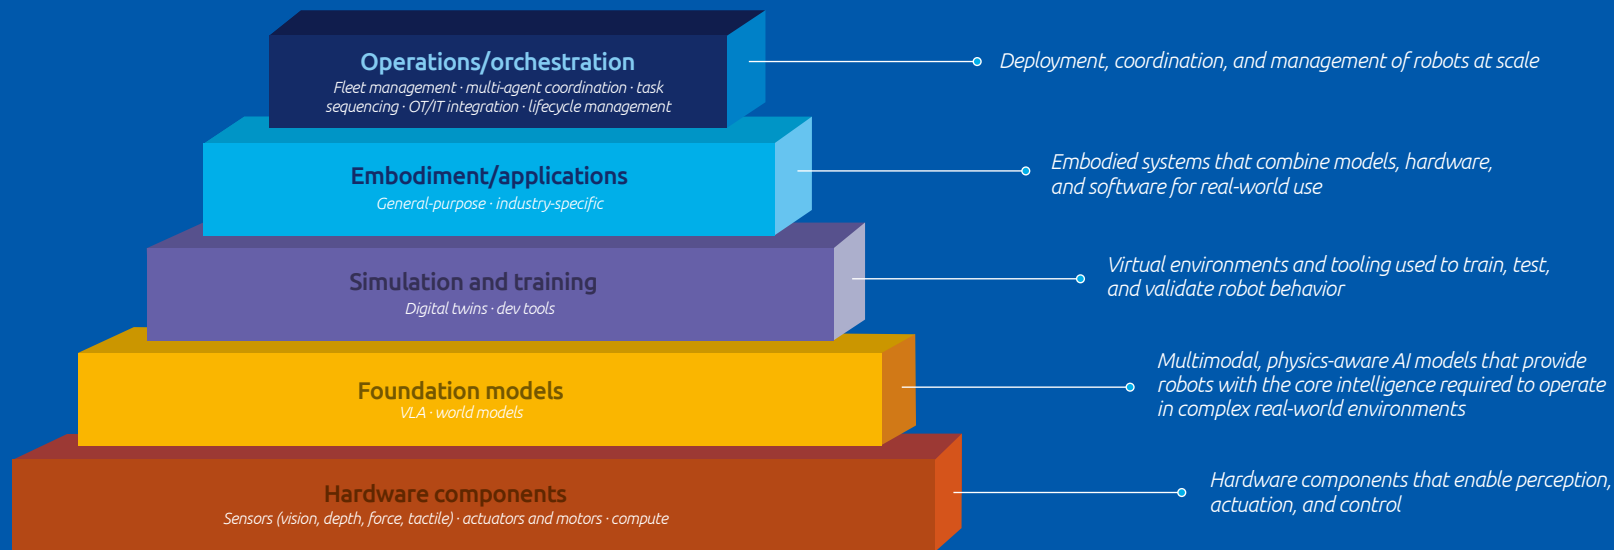 Operations/orchestration
Fleet management · multi-agent coordination · task
sequencing · OT/IT integration · lifecycle management
Deployment, coordination, and management of robots at scale
Embodiment/applications
General-purpose · industry-specific
Embodied systems that combine models, hardware,
and software for real-world use
Simulation and training
Digital twins · dev tools
Virtual environments and tooling used to train, test,
and validate robot behavior
Foundation models
VLA · world models
Multimodal, physics-aware AI models that provide
robots with the core intelligence required to operate
in complex real-world environments
Hardware components
Sensors (vision, depth, force, tactile) · actuators and motors · compute
Hardware components that enable perception,
actuation, and control